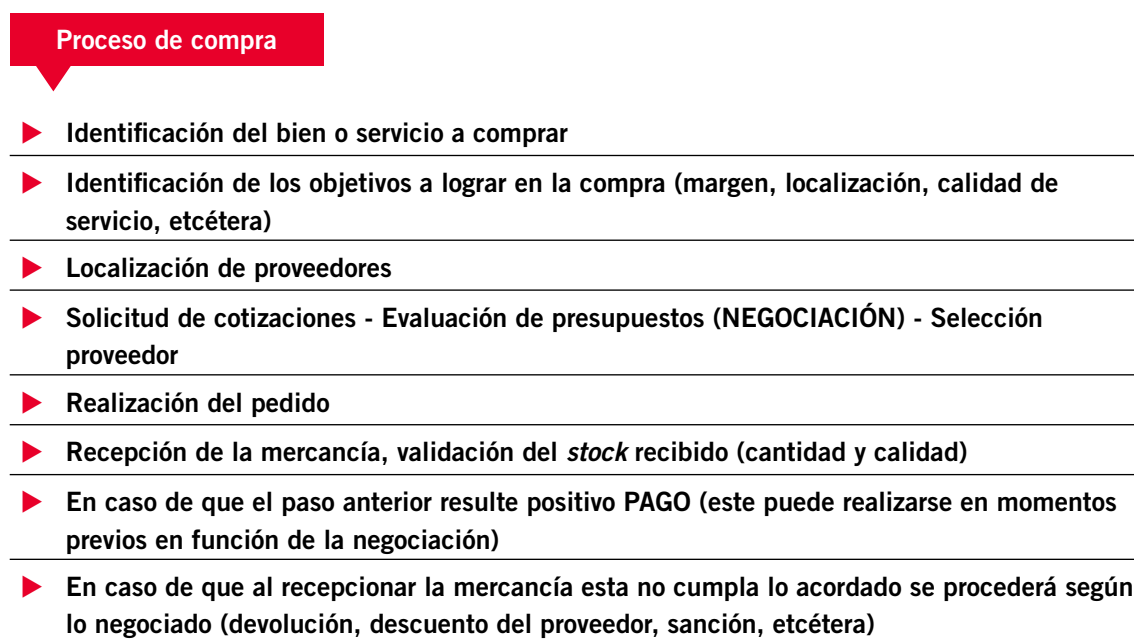 Proceso de compra
Identificación del bien o servicio a comprar
Identificación de los objetivos a lograr en la compra (margen, localización, calidad de
servicio, etcétera)
Localización de proveedores
Solicitud de cotizaciones - Evaluación de presupuestos (NEGOCIACIÓN) - Selección
proveedor
Realización del pedido
Recepción de la mercancía, validación del stock recibido (cantidad y calidad)
En caso de que el paso anterior resulte positivo PAGO (este puede realizarse en momentos
previos en función de la negociación)
En caso de que al recepcionar la mercancía esta no cumpla lo acordado se procederá según
lo negociado (devolución, descuento del proveedor, sanción, etcétera)